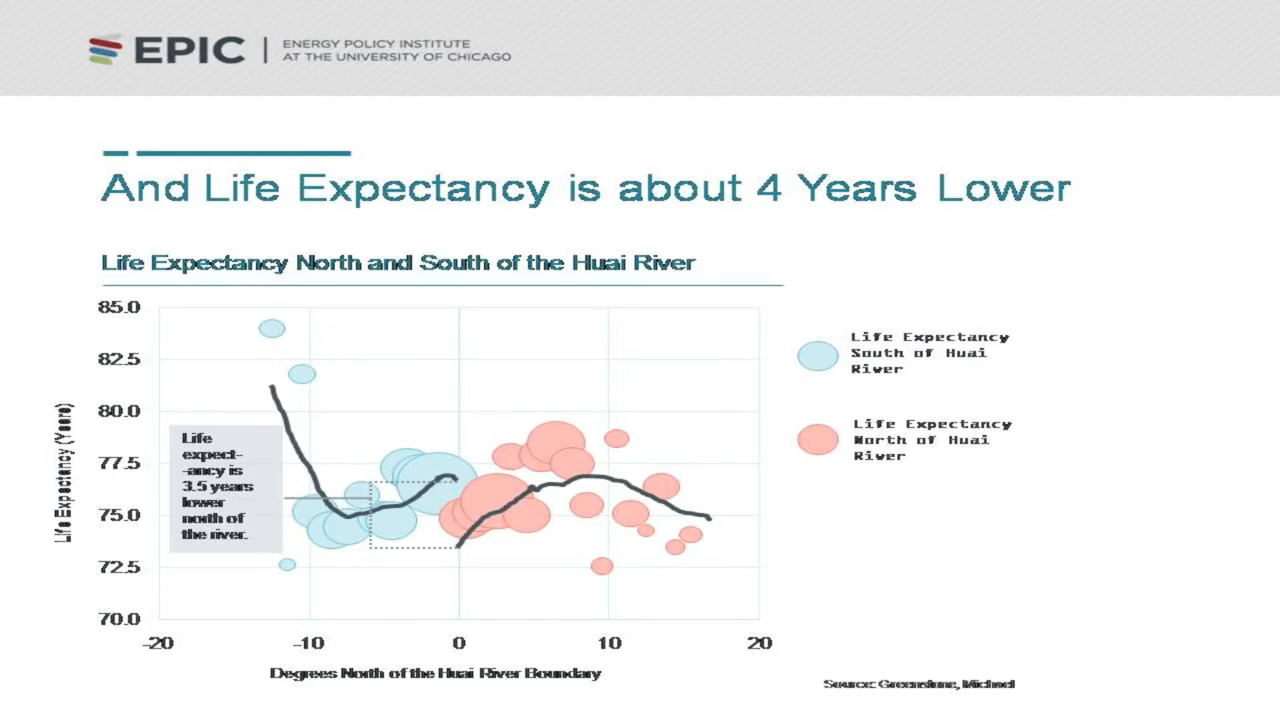 EPIC
ENERGY POLICY INSTITUTE
AT THE UNIVERSITY OF CHICAGO
And Life Expectancy is about 4 Years Lower
Life Expectancy North and South of the Huai River
85.0
82.5
80.0
77.5
75.0
72.5
70.0
Life Expectancy (Years)
Life
expect-
-ancy is
3.5 years
lower
north of
the river.
-20
-10
0
10
20
Degrees North of the Huai River Boundary
Life Expectancy
South of Huai
River
Life Expectancy
North of Huai
River
Source: Greenstone, Michael